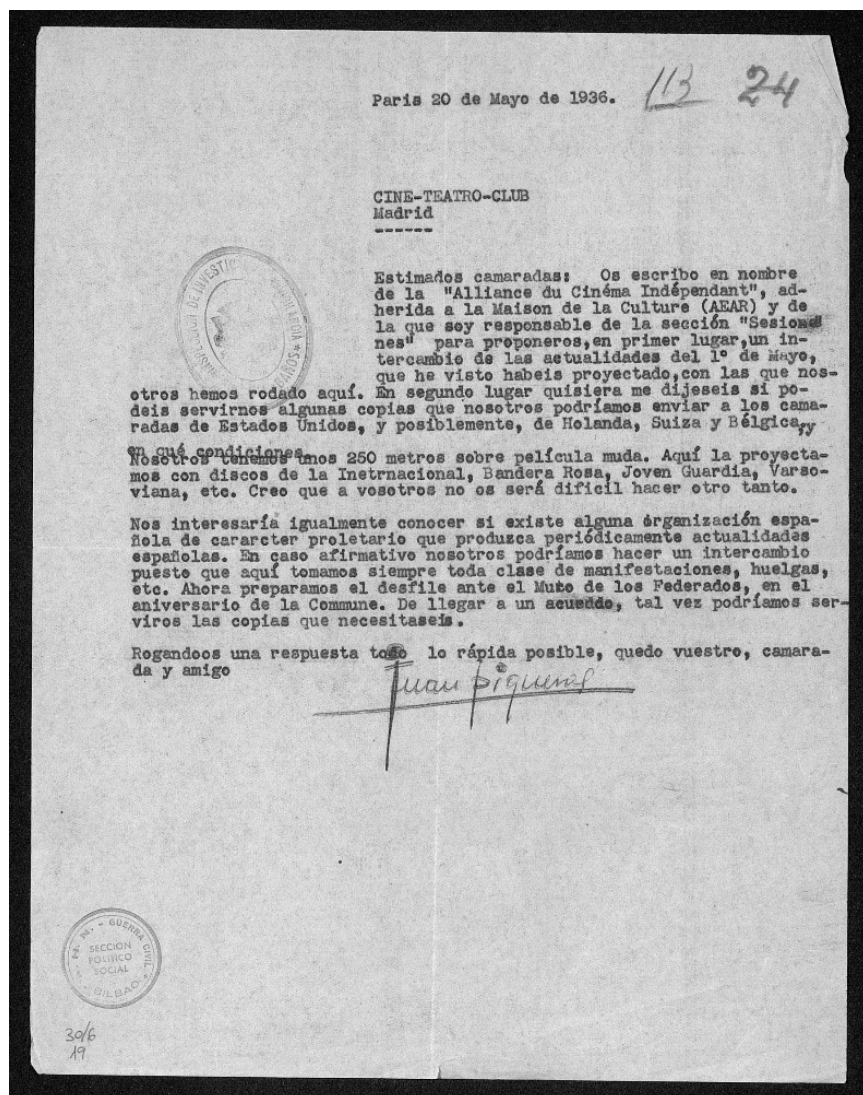 113 24
Paris 20 de Mayo de 1936.
CINE-TEATRO-CLUB
Madrid
------
Estimados camaradas: Os escribo en nombre
de la "Alliance du Cinéma Indépendant", ad-
herida a la Maison de la Culture (AEAR) y de
la que soy responsable de la sección "Sesiones
nes" para proponeros,en primer lugar,un in-
tercambio de las actualidades del 1º de Mayo,
que he visto habeis proyectado,con las que nos-
otros hemos rodado aquí. En segundo lugar quisiera me dijeseis si po-
deis servirnos algunas copias que nosotros podríamos enviar a los cama-
radas de Estados Unidos, y posiblemente, de Holanda, Suiza y Bélgica,y
en qué condiciones.
Nosotros tenemos unos 250 metros sobre película muda. Aquí la proyecta-
mos con discos de la Inetrnacional, Bandera Rosa, Joven Guardia, Varso-
viana, etc. Creo que a vosotros no os será dificil hacer otro tanto.
Nos interesaría igualmente conocer si existe alguna órganización espa-
ñola de cararcter proletario que produzca periódicamente actualidades
españolas. En caso afirmativo nosotros podríamos hacer un intercambio
puesto que aquí tomamos siempre toda clase de manifestaciones, huelgas,
etc. Ahora preparamos el desfile ante el Muto de los Federados, en el
aniversario de la Commune. De llegar a un acuerdo, tal vez podríamos ser-
viros las copias que necesitaseis.
Rogandoos una respuesta todo lo rápida posible, quedo vuestro, camara-
da y amigo
Juan Piqueras
GUERRA CIVIL
SECCION
POLITICO
SOCIAL
BILBAO
30/6
19